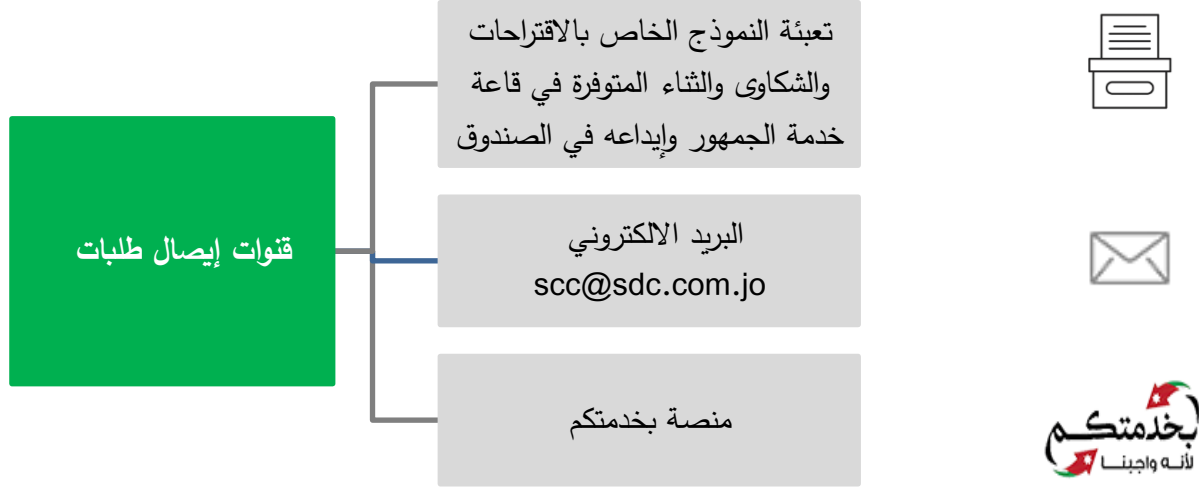 قنوات إيصال طلبات
تعبئة النموذج الخاص بالاقتراحات
والشكاوى والثناء المتوفرة في قاعة
خدمة الجمهور وإيداعه في الصندوق
البريد الالكتروني
scc@sdc.com.jo
منصة بخدمتكم
بخدمتكم
لأنه واجبنا